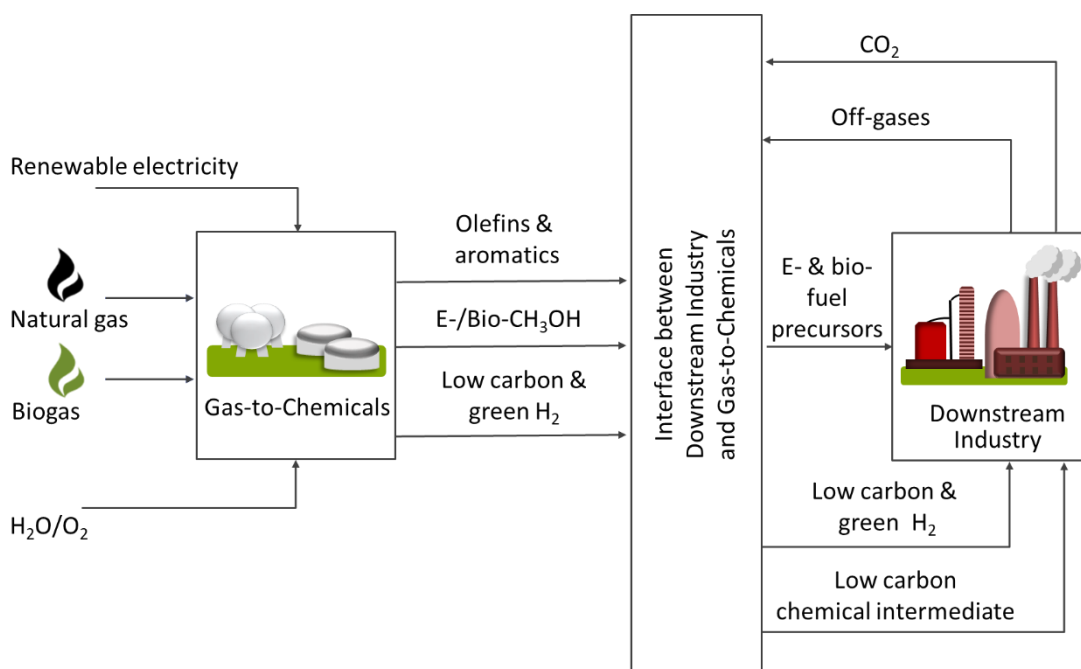 Renewable electricity
Natural gas
Biogas
H₂O/O₂
Gas-to-Chemicals
Olefins &
aromatics
E-/Bio-CH₃OH
Low carbon &
green H₂
Interface between
Downstream Industry
and Gas-to-Chemicals
CO₂
Off-gases
E- & bio-
fuel
precursors
Downstream
Industry
Low carbon &
green H₂
Low carbon
chemical intermediate